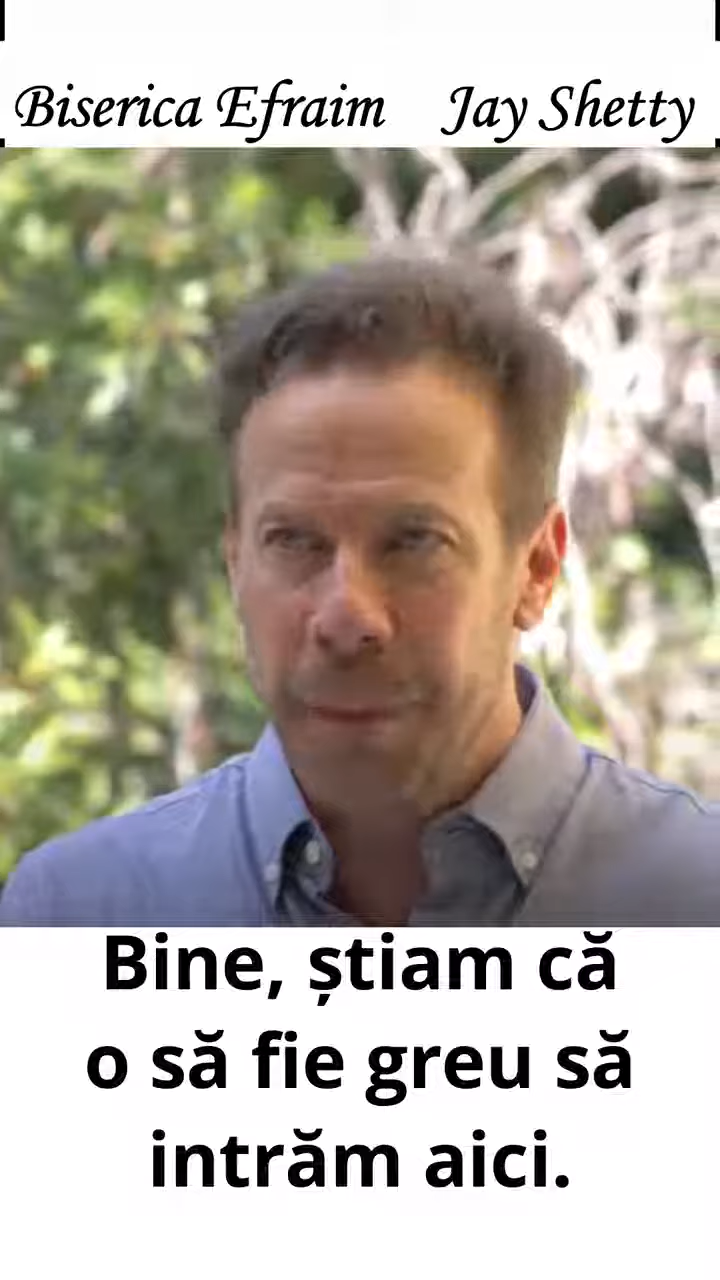 Biserica Efraim Jay Shetty
Bine, știam că
o să fie greu să
intrăm aici.